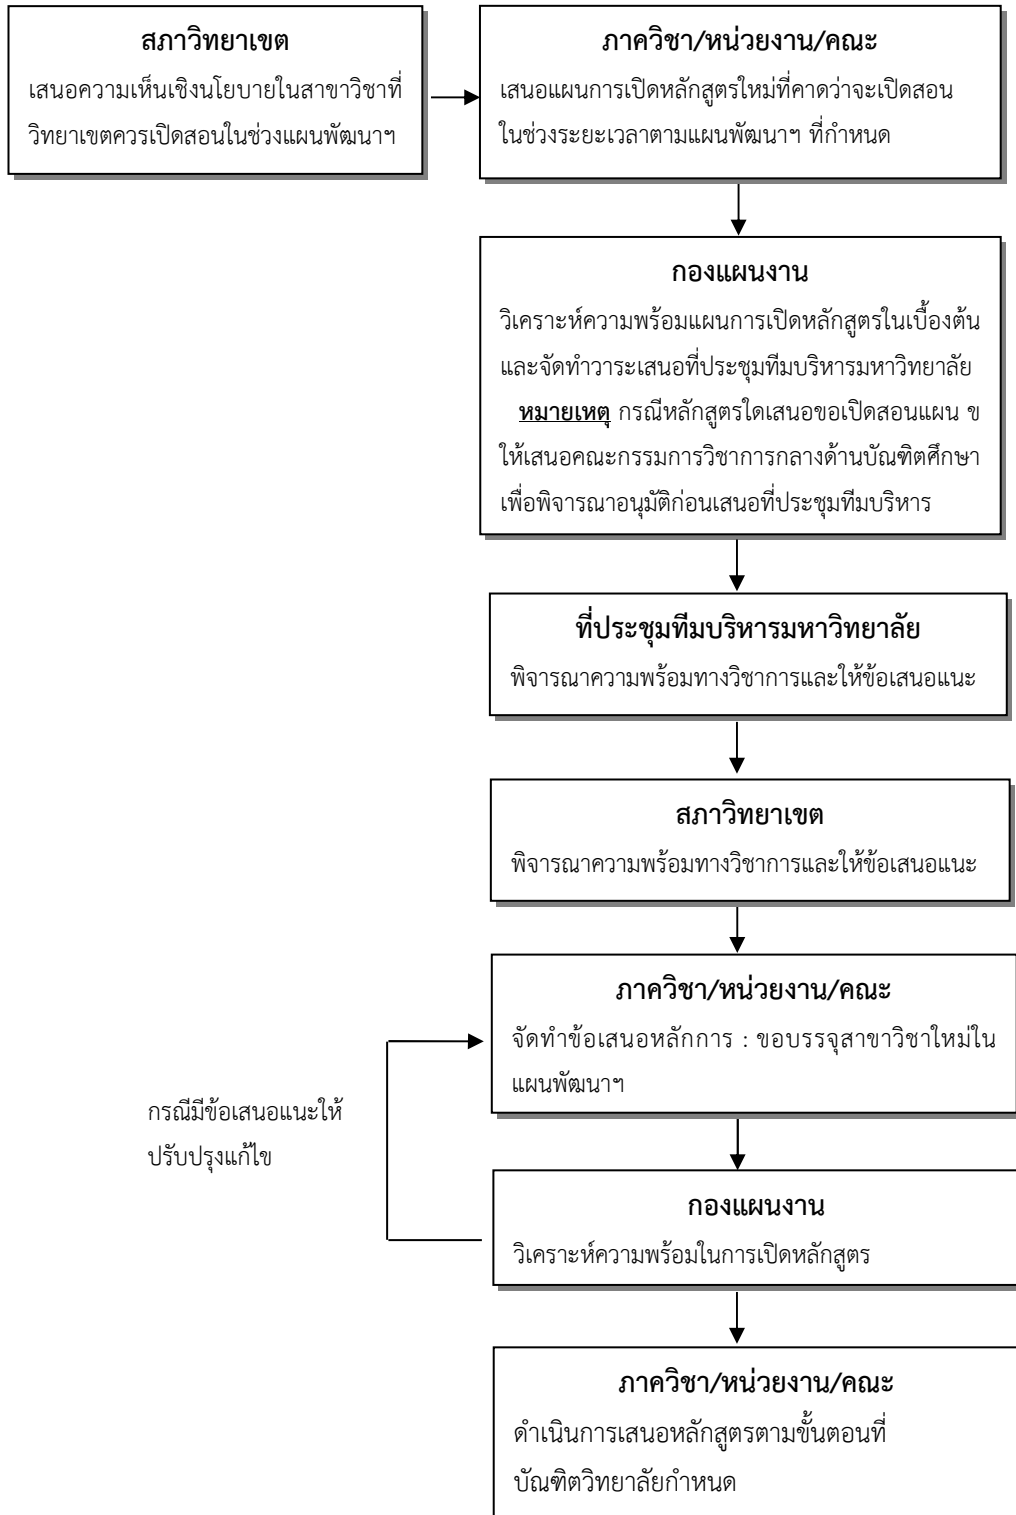 สภาวิทยาเขต
เสนอความเห็นเชิงนโยบายในสาขาวิชาที่
วิทยาเขตควรเปิดสอนในช่วงแผนพัฒนาฯ
ภาควิชา/หน่วยงาน/คณะ
เสนอแผนการเปิดหลักสูตรใหม่ที่คาดว่าจะเปิดสอน
ในช่วงระยะเวลาตามแผนพัฒนาฯ ที่กำหนด
กองแผนงาน
วิเคราะห์ความพร้อมแผนการเปิดหลักสูตรในเบื้องต้น
และจัดทำวาระเสนอที่ประชุมทีมบริหารมหาวิทยาลัย
หมายเหตุ กรณีหลักสูตรใดเสนอขอเปิดสอนแผน ข
ให้เสนอคณะกรรมการวิชาการกลางด้านบัณฑิตศึกษา
เพื่อพิจารณาอนุมัติก่อนเสนอที่ประชุมทีมบริหาร
ที่ประชุมทีมบริหารมหาวิทยาลัย
พิจารณาความพร้อมทางวิชาการและให้ข้อเสนอแนะ
สภาวิทยาเขต
พิจารณาความพร้อมทางวิชาการและให้ข้อเสนอแนะ
ภาควิชา/หน่วยงาน/คณะ
จัดทำข้อเสนอหลักการ : ขอบรรจุสาขาวิชาใหม่ใน
แผนพัฒนาฯ
กรณีมีข้อเสนอแนะให้
ปรับปรุงแก้ไข
กองแผนงาน
วิเคราะห์ความพร้อมในการเปิดหลักสูตร
ภาควิชา/หน่วยงาน/คณะ
ดำเนินการเสนอหลักสูตรตามขั้นตอนที่
บัณฑิตวิทยาลัยกำหนด